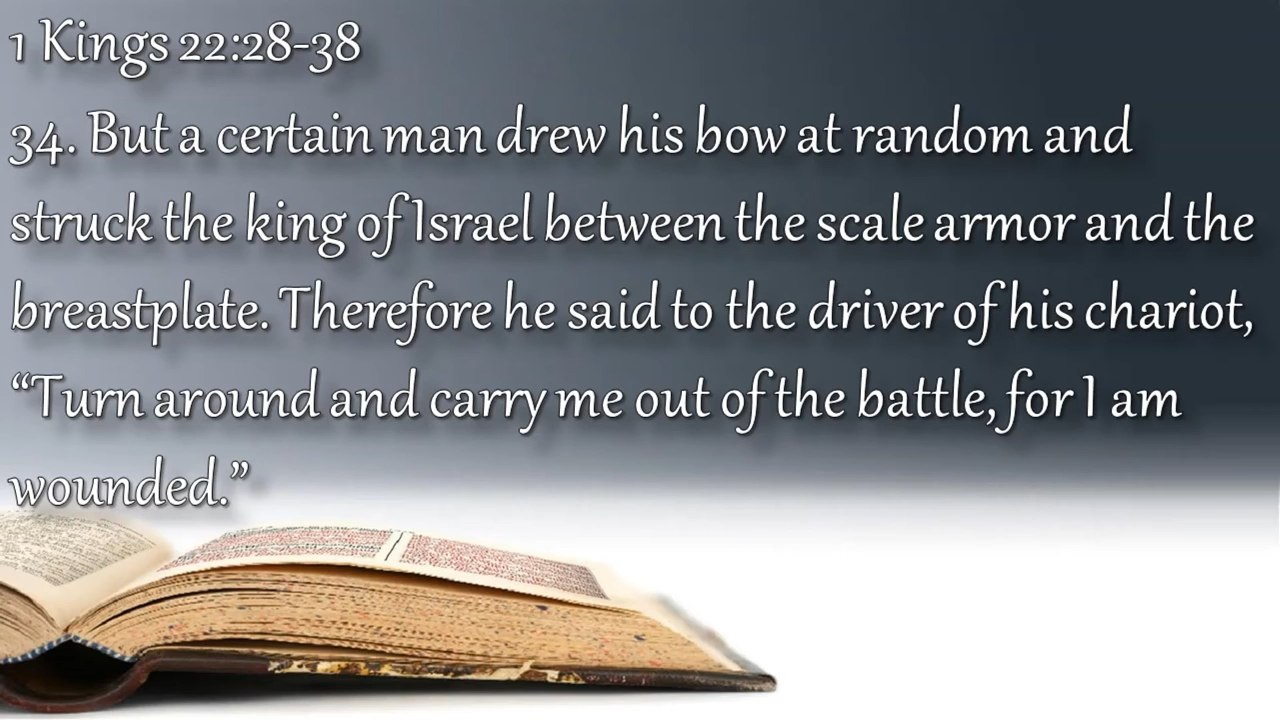 1 Kings 22:28-38
34. But a certain man drew his bow at random and
struck the king of Israel between the scale armor and the
breastplate. Therefore he said to the driver of his chariot,
“Turn around and carry me out of the battle, for I am
wounded.”